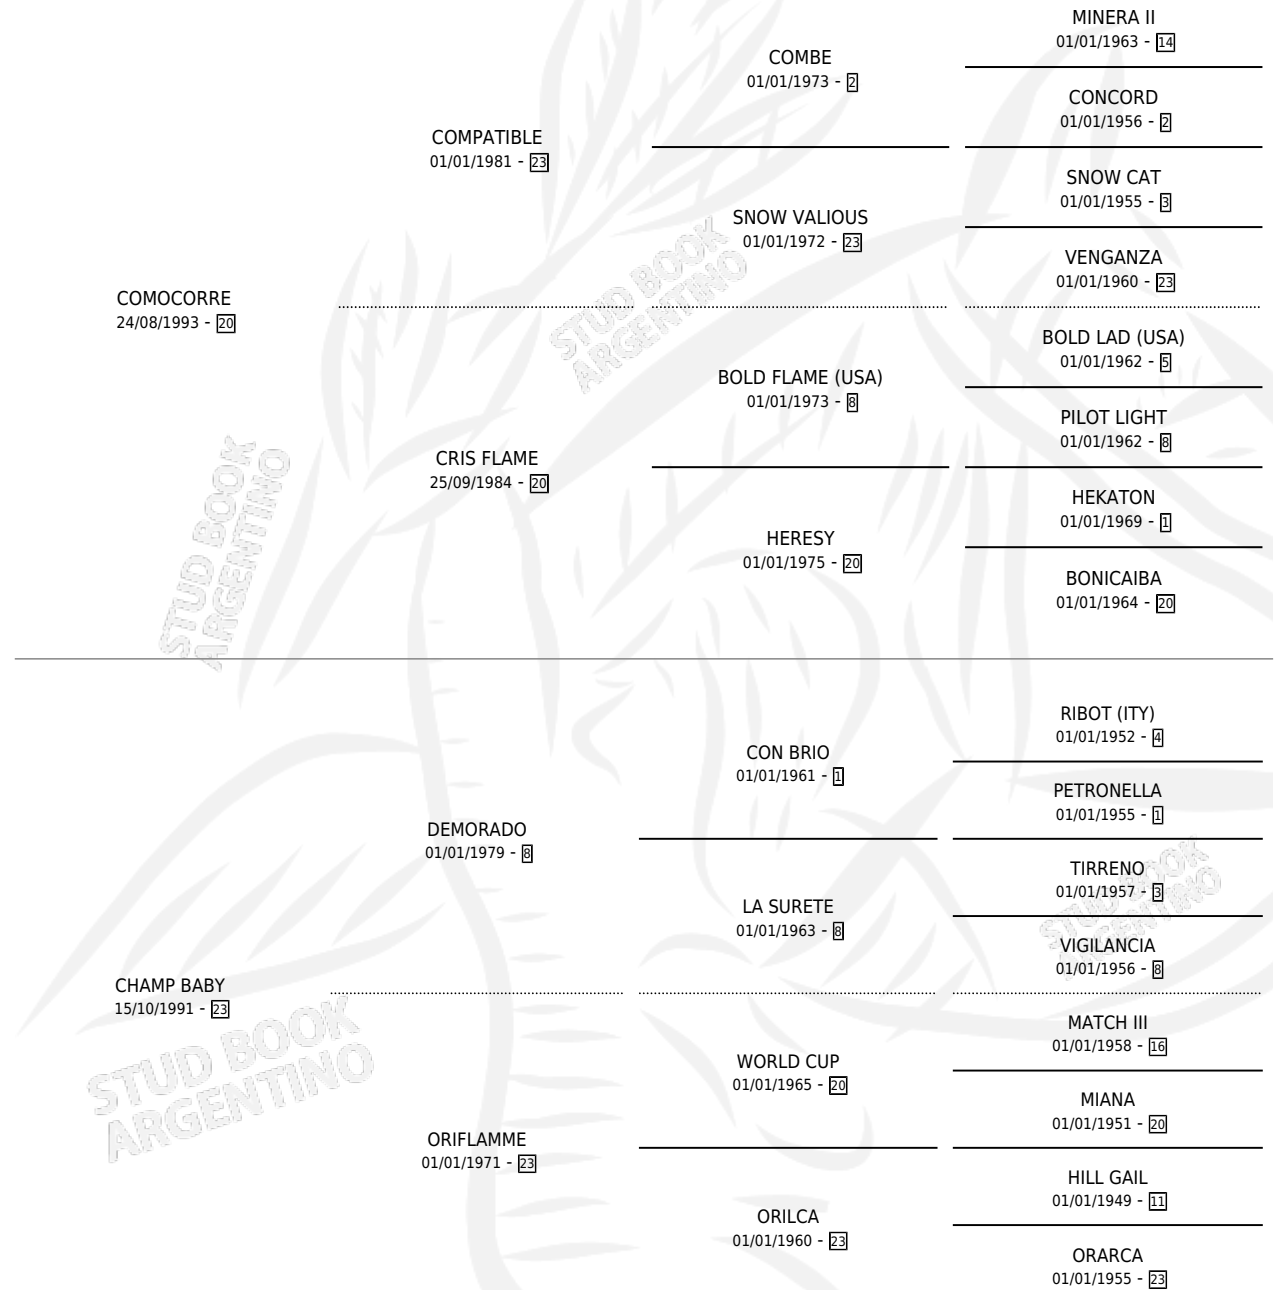 MINERA II
01/01/1963 - 14
COMBE
01/01/1973 - 2
CONCORD
01/01/1956 - 2
COMPATIBLE
01/01/1981 - 23
SNOW CAT
01/01/1955 - 3
SNOW VALIOUS
01/01/1972 - 23
VENGANZA
01/01/1960 - 23
COMOCORRE
24/08/1993 - 20
STUD BOOK
ARGENTINO
BOLD LAD (USA)
01/01/1962 - 5
BOLD FLAME (USA)
01/01/1973 - 8
PILOT LIGHT
01/01/1962 - 8
CRIS FLAME
25/09/1984 - 20
HEKATON
01/01/1969 - 1
HERESY
01/01/1975 - 20
BONICAIBA
01/01/1964 - 20
STUD BOOK
ARGENTINO
RIBOT (ITY)
01/01/1952 - 4
CON BRIO
01/01/1961 - 1
PETRONELLA
01/01/1955 - 1
DEMORADO
01/01/1979 - 8
TIRRENO
01/01/1957 - 3
LA SURETE
01/01/1963 - 8
VIGILANCIA
01/01/1956 - 8
STUD BOOK
ARGENTINO
CHAMP BABY
15/10/1991 - 23
MATCH III
01/01/1958 - 16
WORLD CUP
01/01/1965 - 20
MIANA
01/01/1951 - 20
STUD BOOK
ARGENTINO
ORIFLAMME
01/01/1971 - 23
HILL GAIL
01/01/1949 - 11
ORILCA
01/01/1960 - 23
ORARCA
01/01/1955 - 23